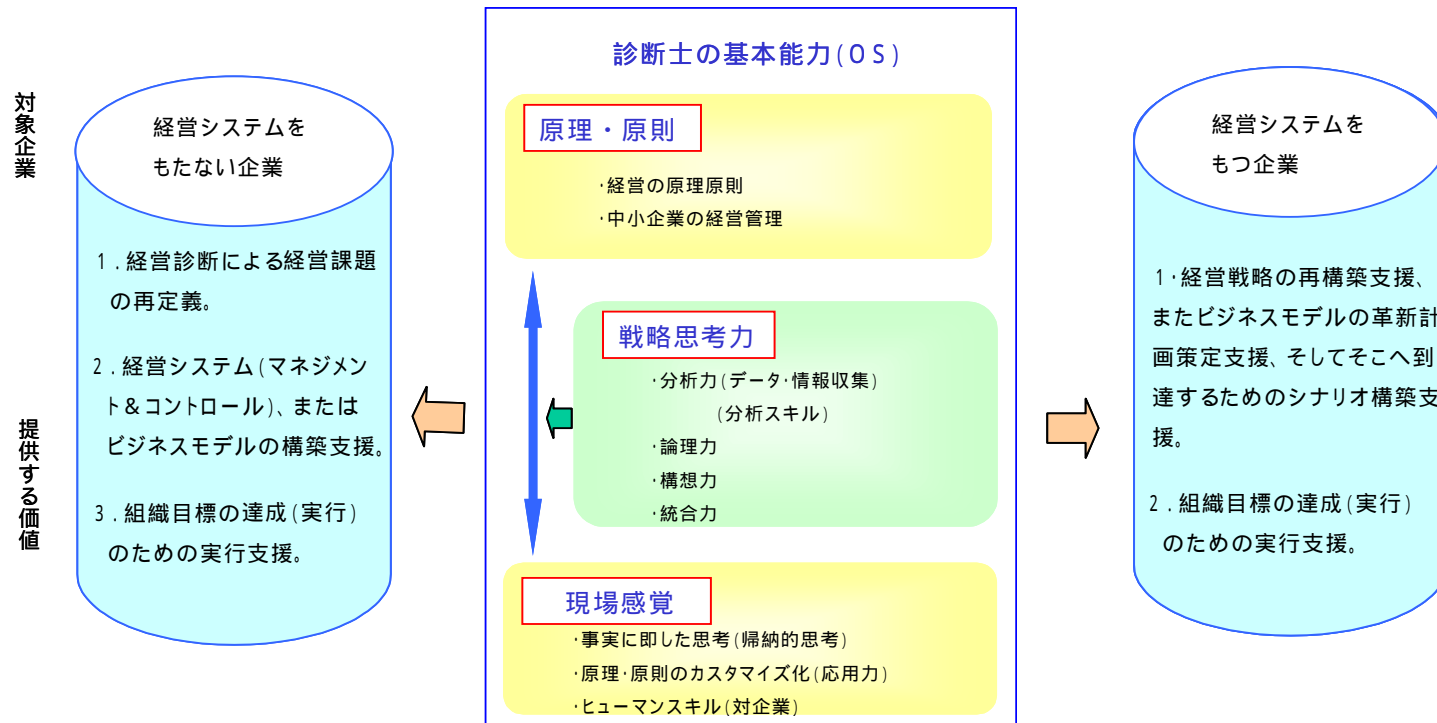 対象企業
提供する価値
経営システムを
もたない企業
1．経営診断による経営課題
の再定義。
2．経営システム(マネジメン
ト＆コントロール)、または
ビジネスモデルの構築支援。
3．組織目標の達成(実行)
のための実行支援。
診断士の基本能力(OS)
原理・原則
・経営の原理原則
・中小企業の経営管理
戦略思考力
・分析力(データ・情報収集)
(分析スキル)
・論理力
・構想力
・統合力
現場感覚
・事実に即した思考(帰納的思考)
・原理・原則のカスタマイズ化(応用力)
・ヒューマンスキル(対企業)
経営システムを
もつ企業
1・経営戦略の再構築支援、
またビジネスモデルの革新計
画策定支援、そしてそこへ到
達するためのシナリオ構築支
援。
2．組織目標の達成(実行)
のための実行支援。